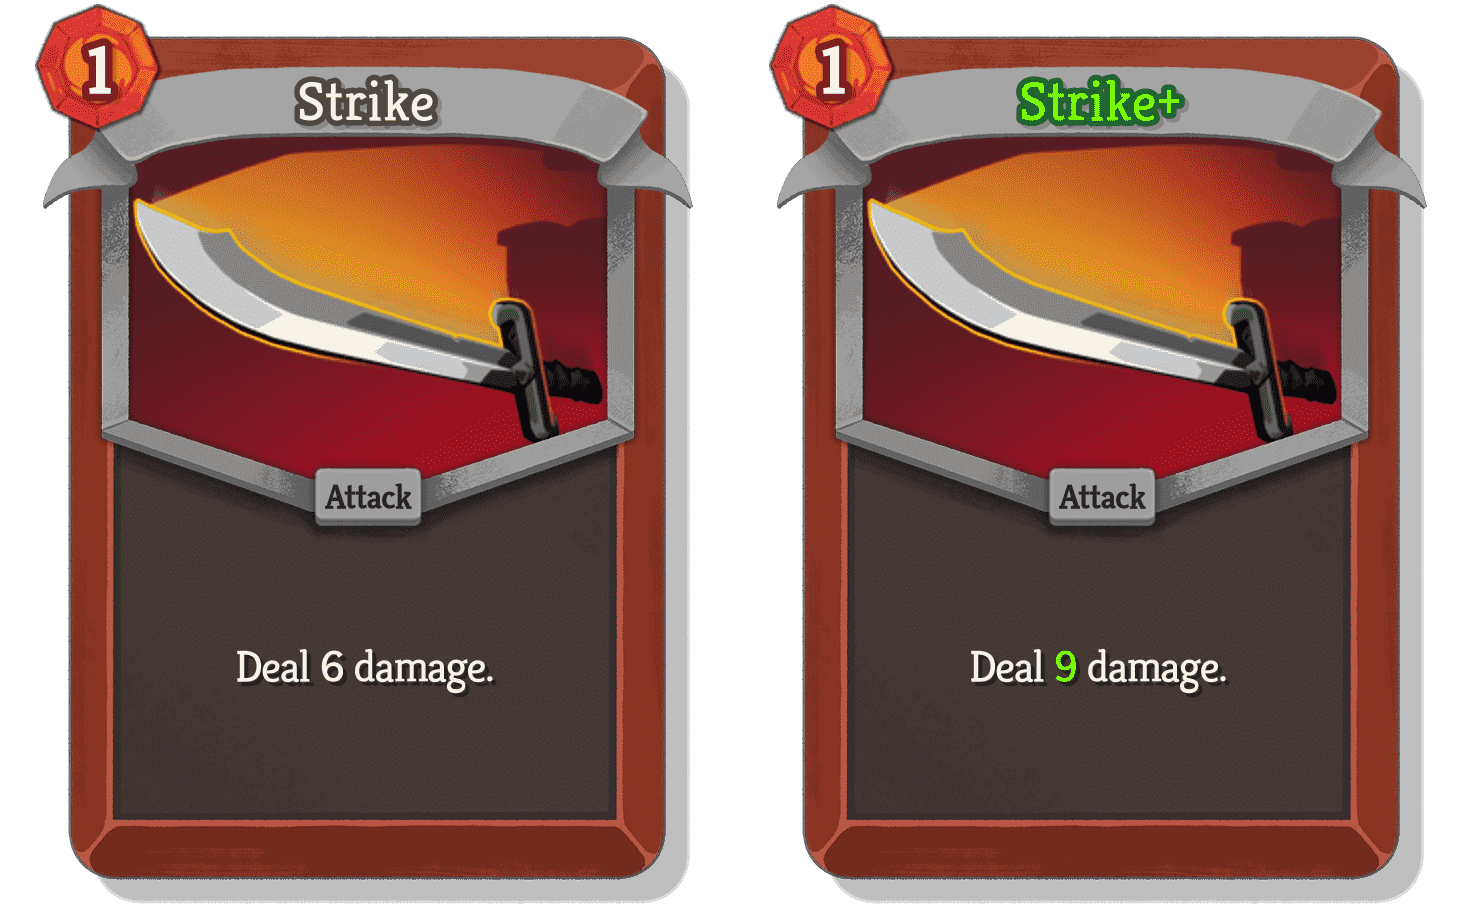 1
Strike
Attack
Deal 6 damage.
1
Strike+
Attack
Deal 9 damage.